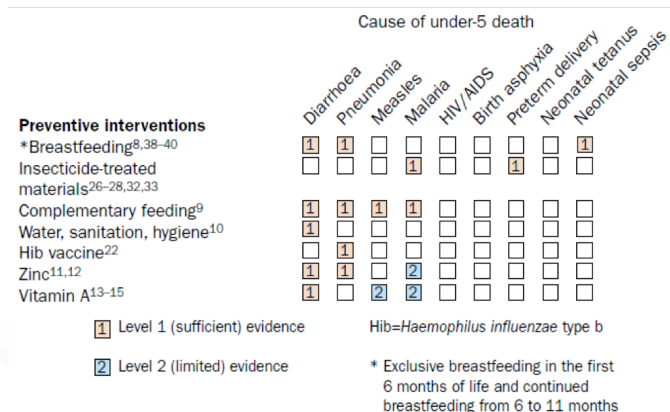 Cause of under-5 death
Diarrhoea
Pneumonia
Measles
Malaria
HIV/AIDS
Birth asphyxia
Preterm delivery
Neonatal tetanus
Neonatal sepsis
Preventive interventions
*Breastfeeding8,38–40 1 1 1
Insecticide-treated
materials26–28,32,33 1 1
Complementary feeding9 1 1 1 1
Water, sanitation, hygiene10 1
Hib vaccine22 1
Zinc11,12 1 1 2
Vitamin A13–15 1 2 2
1 Level 1 (sufficient) evidence
Hib=Haemophilus influenzae type b
2 Level 2 (limited) evidence
* Exclusive breastfeeding in the first
6 months of life and continued
breastfeeding from 6 to 11 months